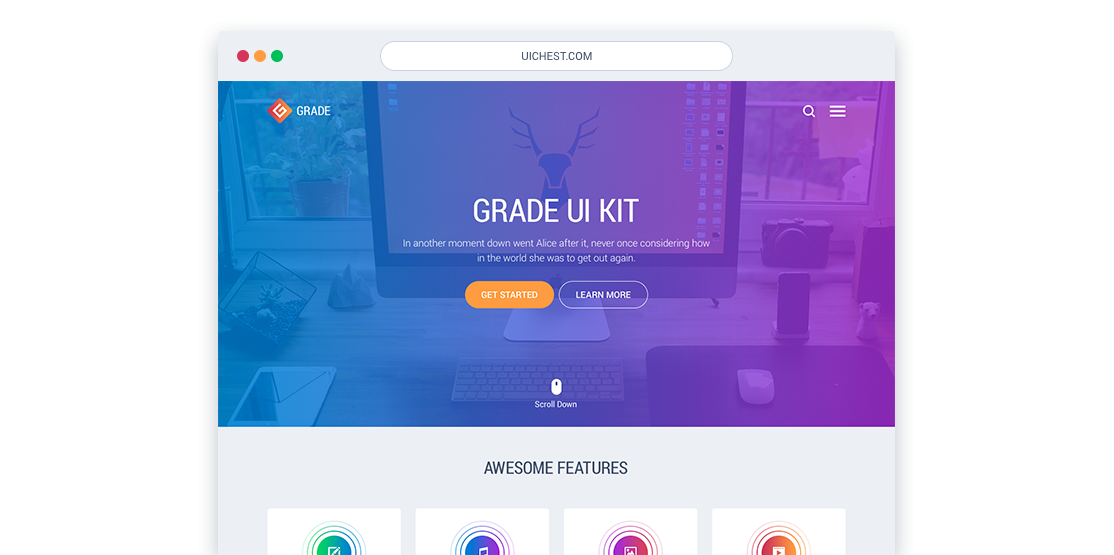 UICHEST.COM
GRADE
GRADE UI KIT
In another moment down went Alice after it, never once considering how
in the world she was to get out again.
GET STARTED
LEARN MORE
Scroll Down
AWESOME FEATURES